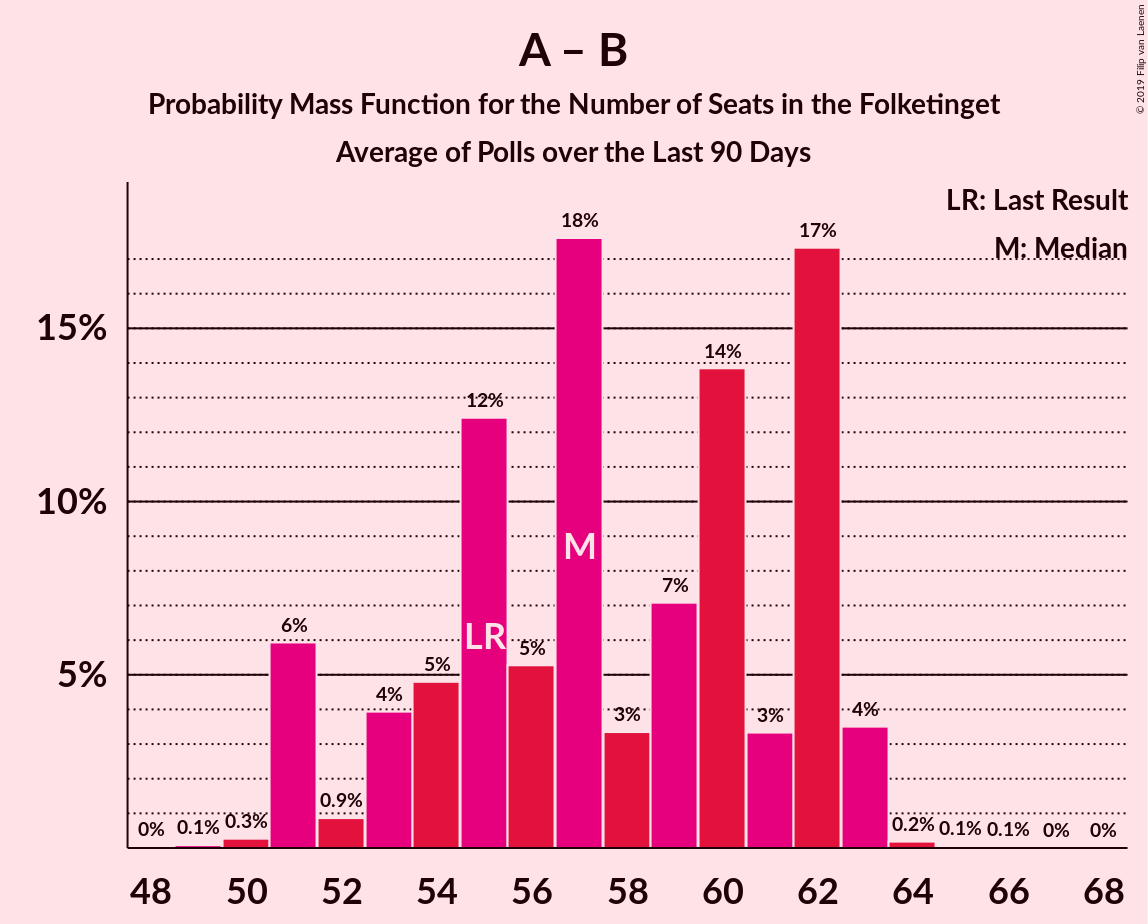 A – B
Probability Mass Function for the Number of Seats in the Folketinget
Average of Polls over the Last 90 Days
© 2019 Filip van Laenen
LR: Last Result
M: Median
15%
10%
5%
0%
0.1%
0.3%
6%
0.9%
4%
5%
12%
5%
18%
3%
7%
14%
3%
17%
4%
0.2%
0.1%
0.1%
0%
0%
LR
M
48 50 52 54 56 58 60 62 64 66 68